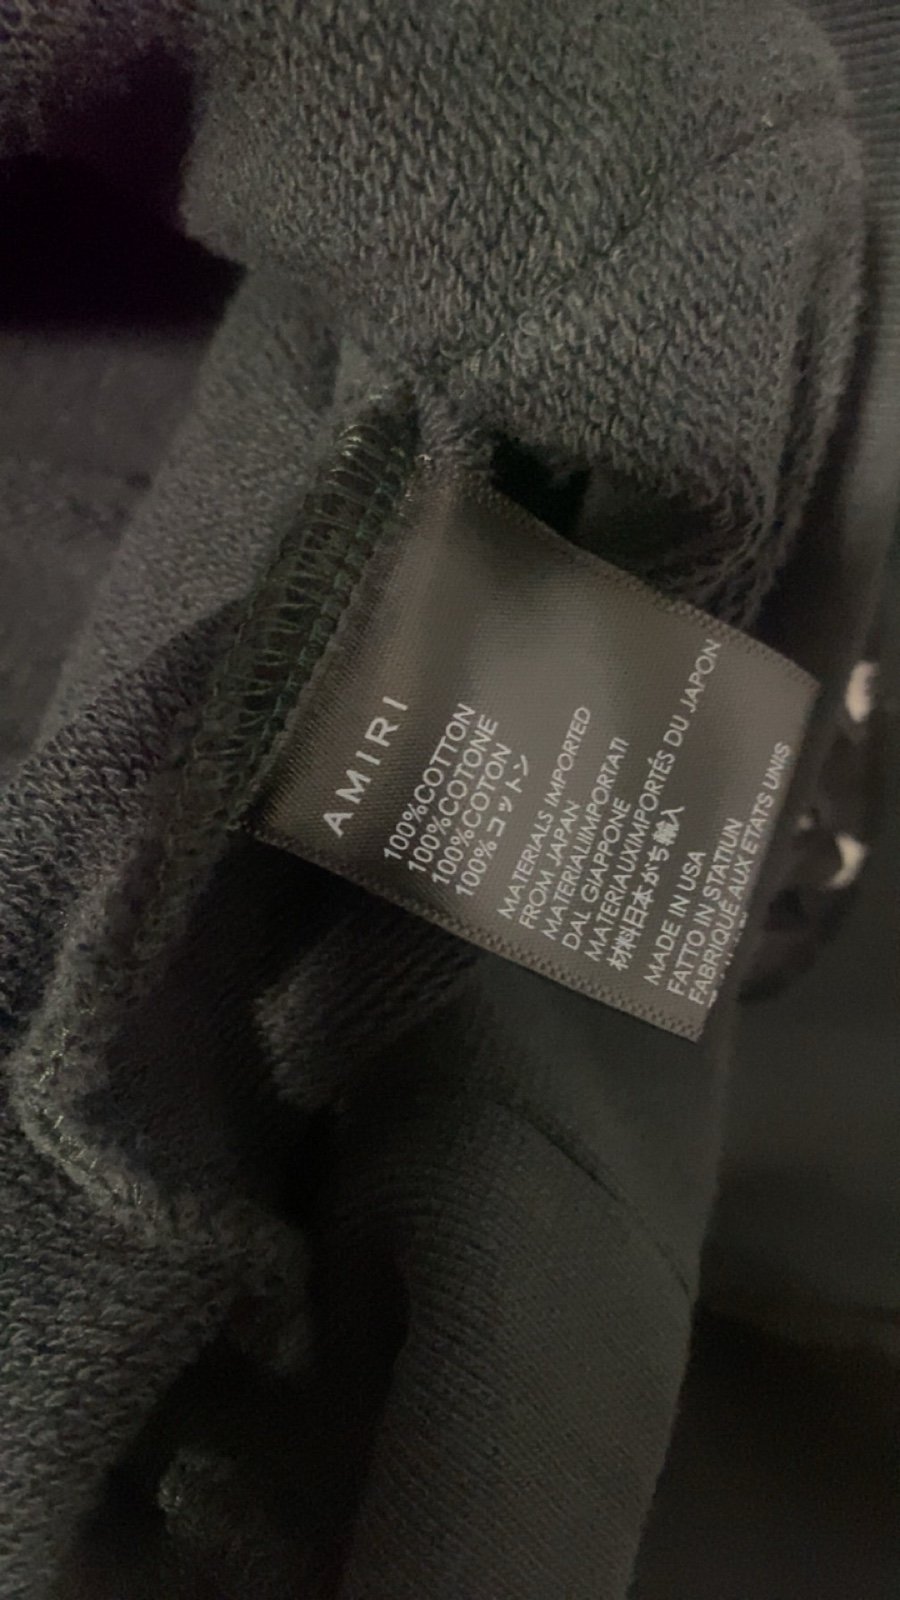 AMIRI
100%COTTON
100%COTONE
100%COTON
100%コットン
MATERIALS IMPORTED
FROM JAPAN
MATERIALIIMPORTATI
DAL GIAPPONE
MATERIAUXIMPORTÉS DU JAPON
材料日本から輸入
MADE IN USA
FATTO IN STATIUN
FABRIQUÉ AUX ETATS UNIS